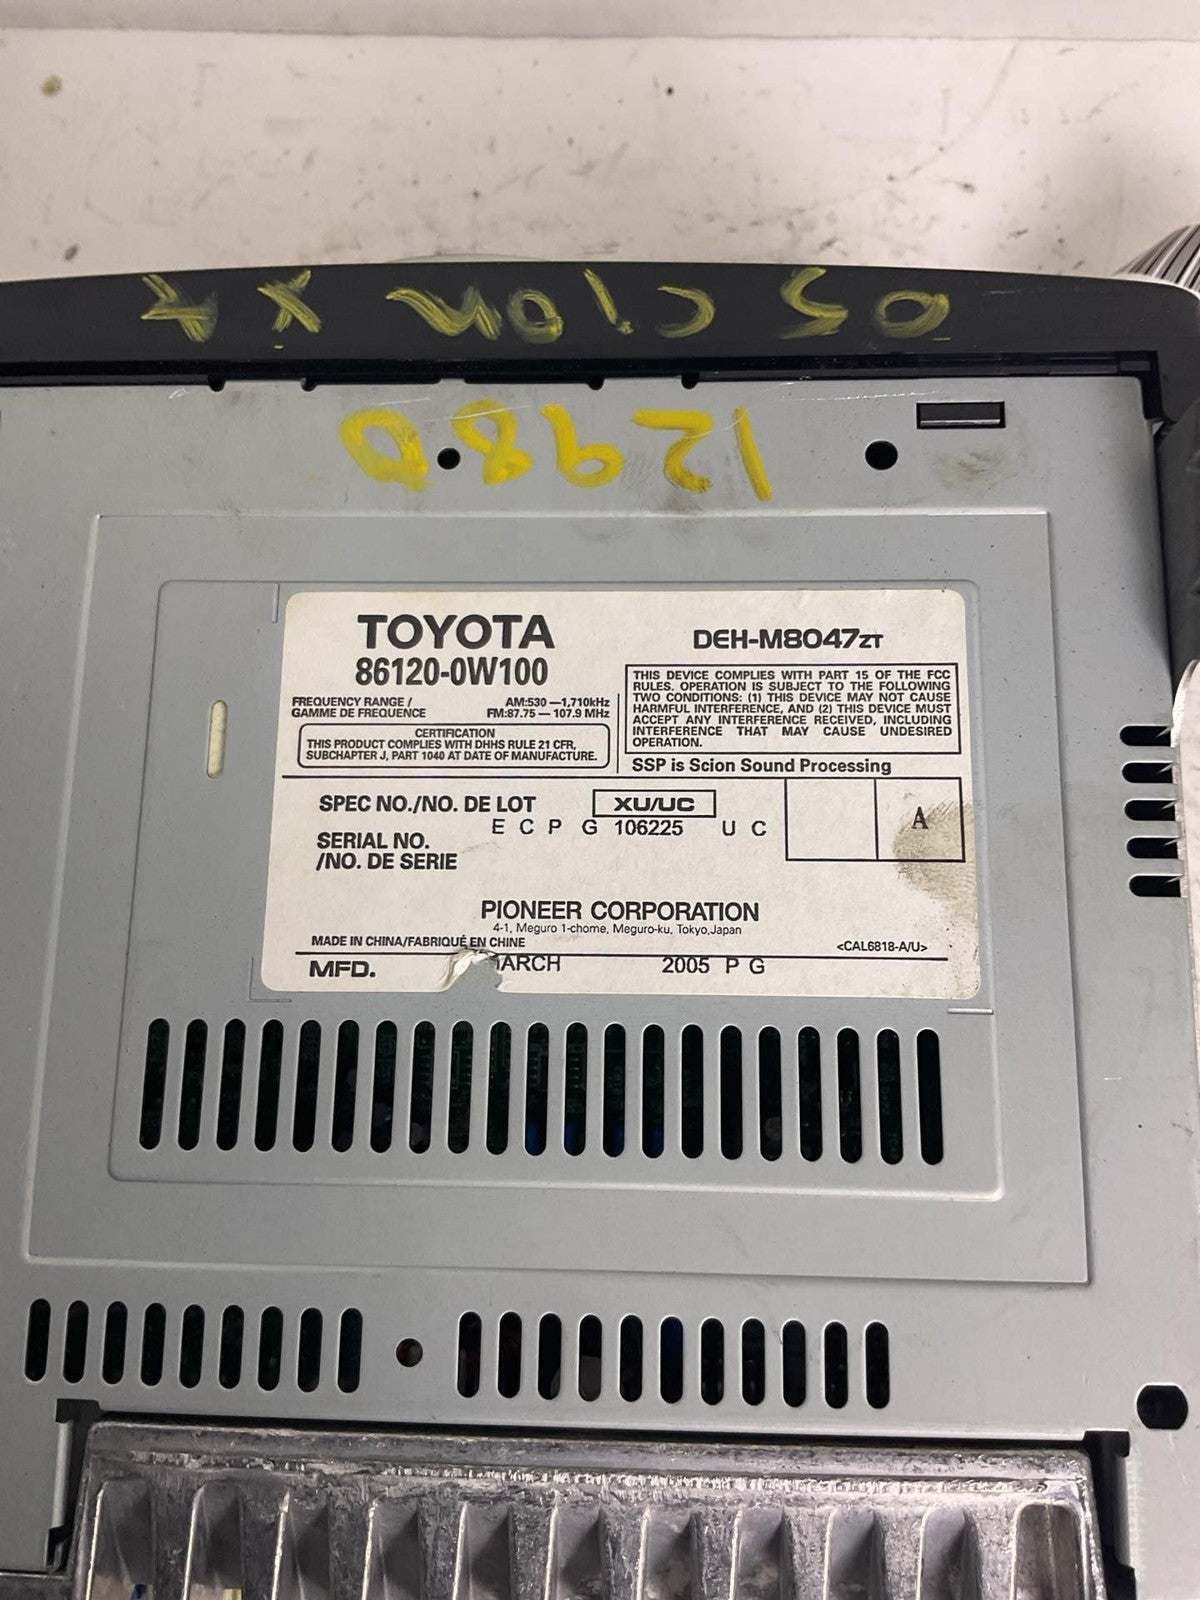 05 SCION XA
12980
TOYOTA
86120-0W100
FREQUENCY RANGE / AM:530 —1,710kHz
GAMME DE FREQUENCE FM:87.75 — 107.9 MHz
CERTIFICATION
THIS PRODUCT COMPLIES WITH DHHS RULE 21 CFR,
SUBCHAPTER J, PART 1040 AT DATE OF MANUFACTURE.
DEH-M8047ZT
THIS DEVICE COMPLIES WITH PART 15 OF THE FCC
RULES. OPERATION IS SUBJECT TO THE FOLLOWING
TWO CONDITIONS: (1) THIS DEVICE MAY NOT CAUSE
HARMFUL INTERFERENCE, AND (2) THIS DEVICE MUST
ACCEPT ANY INTERFERENCE RECEIVED, INCLUDING
INTERFERENCE THAT MAY CAUSE UNDESIRED
OPERATION.
SSP is Scion Sound Processing
SPEC NO./NO. DE LOT XU/UC
E C P G 106225 U C
A
SERIAL NO.
/NO. DE SERIE
PIONEER CORPORATION
4-1, Meguro 1-chome, Meguro-ku, Tokyo,Japan
MADE IN CHINA/FABRIQUÉ EN CHINE <CAL6818-A/U>
MFD. MARCH 2005 P G